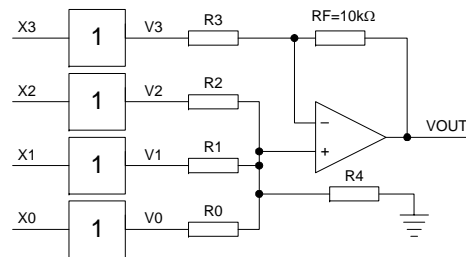 X3 1 V3 R3 RF=10kΩ
X2 1 V2 R2
− + VOUT
X1 1 V1 R1
R4
X0 1 V0 R0